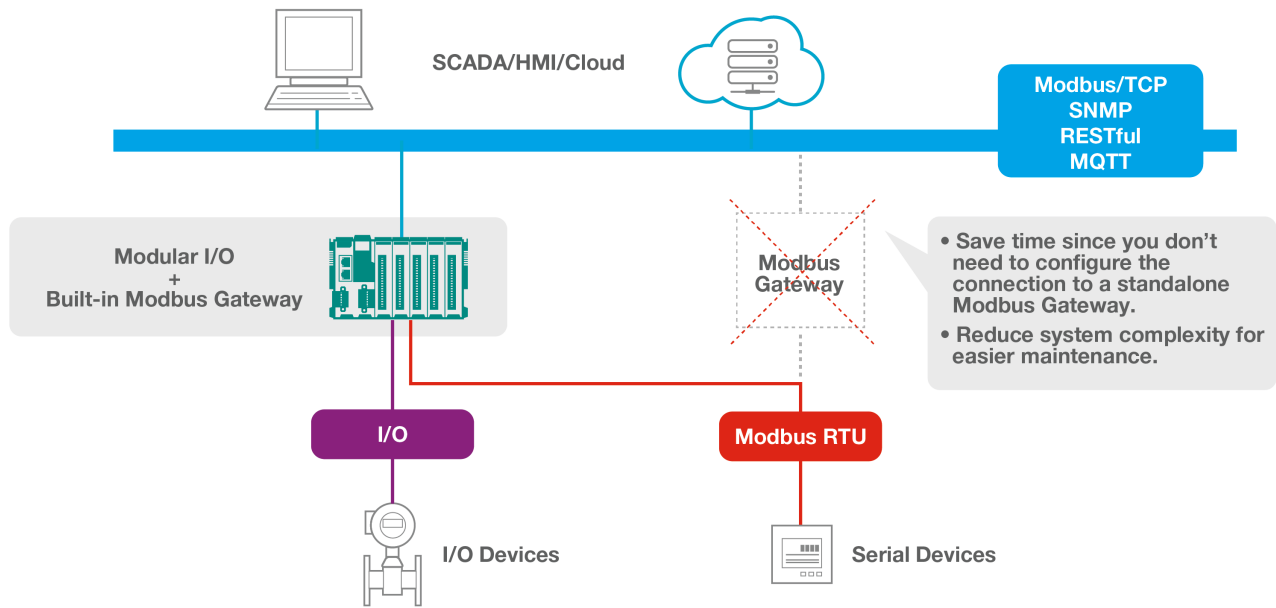 SCADA/HMI/Cloud
Modbus/TCP
SNMP
RESTful
MQTT
Modular I/O
+
Built-in Modbus Gateway
Modbus
Gateway
• Save time since you don’t
need to configure the
connection to a standalone
Modbus Gateway.
• Reduce system complexity for
easier maintenance.
I/O
Modbus RTU
I/O Devices
Serial Devices